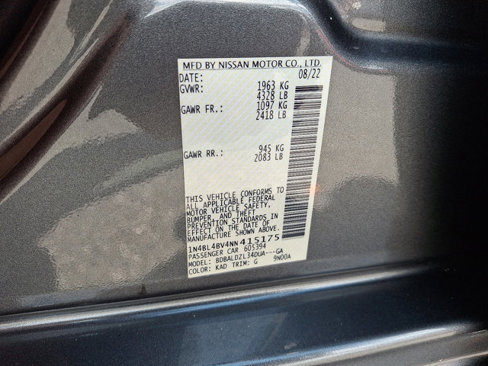 MFD BY NISSAN MOTOR CO., LTD.
DATE: 08/22
GVWR: 1963 KG
4328 LB
GAWR FR.: 1097 KG
2418 LB
GAWR RR.: 945 KG
2083 LB
THIS VEHICLE CONFORMS TO
ALL APPLICABLE FEDERAL
MOTOR VEHICLE SAFETY,
BUMPER, AND THEFT
PREVENTION STANDARDS IN
EFFECT ON THE DATE OF
MANUFACTURE SHOWN ABOVE.
1N4BL4BV4NN415175
PASSENGER CAR 605394
MODEL: BDBALDZL34DUA---GA
COLOR: KAD TRIM: G 9N00A